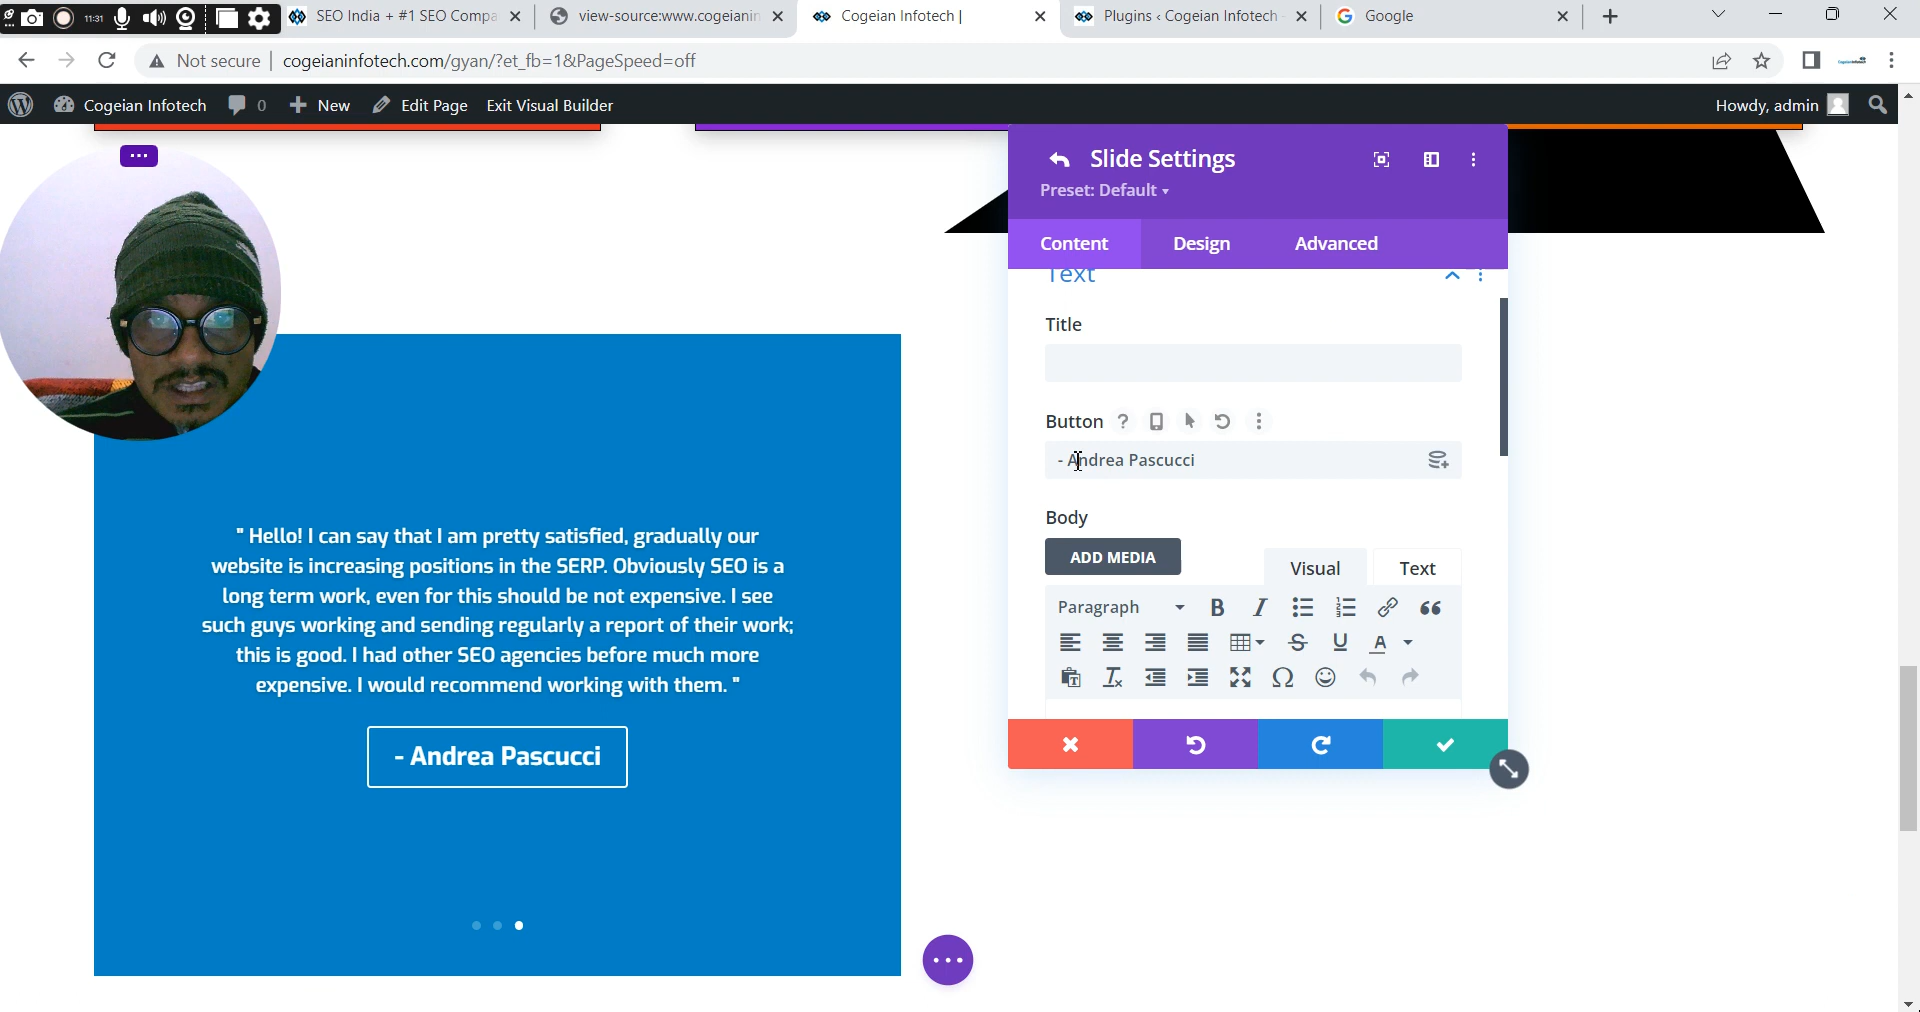 11:31
SEO India + #1 SEO Compa
view-source:www.cogeianin
Cogeian Infotech |
Plugins ‹ Cogeian Infotech
Google
Not secure
cogeianinfotech.com/gyan/?et_fb=1&PageSpeed=off
Cogeian Infotech
0
New
Edit Page
Exit Visual Builder
Howdy, admin
Slide Settings
Preset: Default
Content
Design
Advanced
Text
Title
Button
- Andrea Pascucci
Body
ADD MEDIA
Visual
Text
Paragraph
" Hello! I can say that I am pretty satisfied, gradually our
website is increasing positions in the SERP. Obviously SEO is a
long term work, even for this should be not expensive. I see
such guys working and sending regularly a report of their work;
this is good. I had other SEO agencies before much more
expensive. I would recommend working with them. "
- Andrea Pascucci